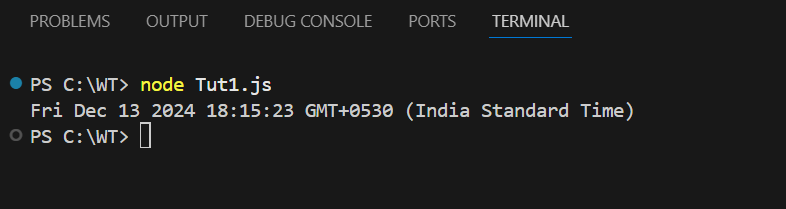 PROBLEMS OUTPUT DEBUG CONSOLE PORTS TERMINAL
PS C:\WT> node Tut1.js
Fri Dec 13 2024 18:15:23 GMT+0530 (India Standard Time)
PS C:\WT>